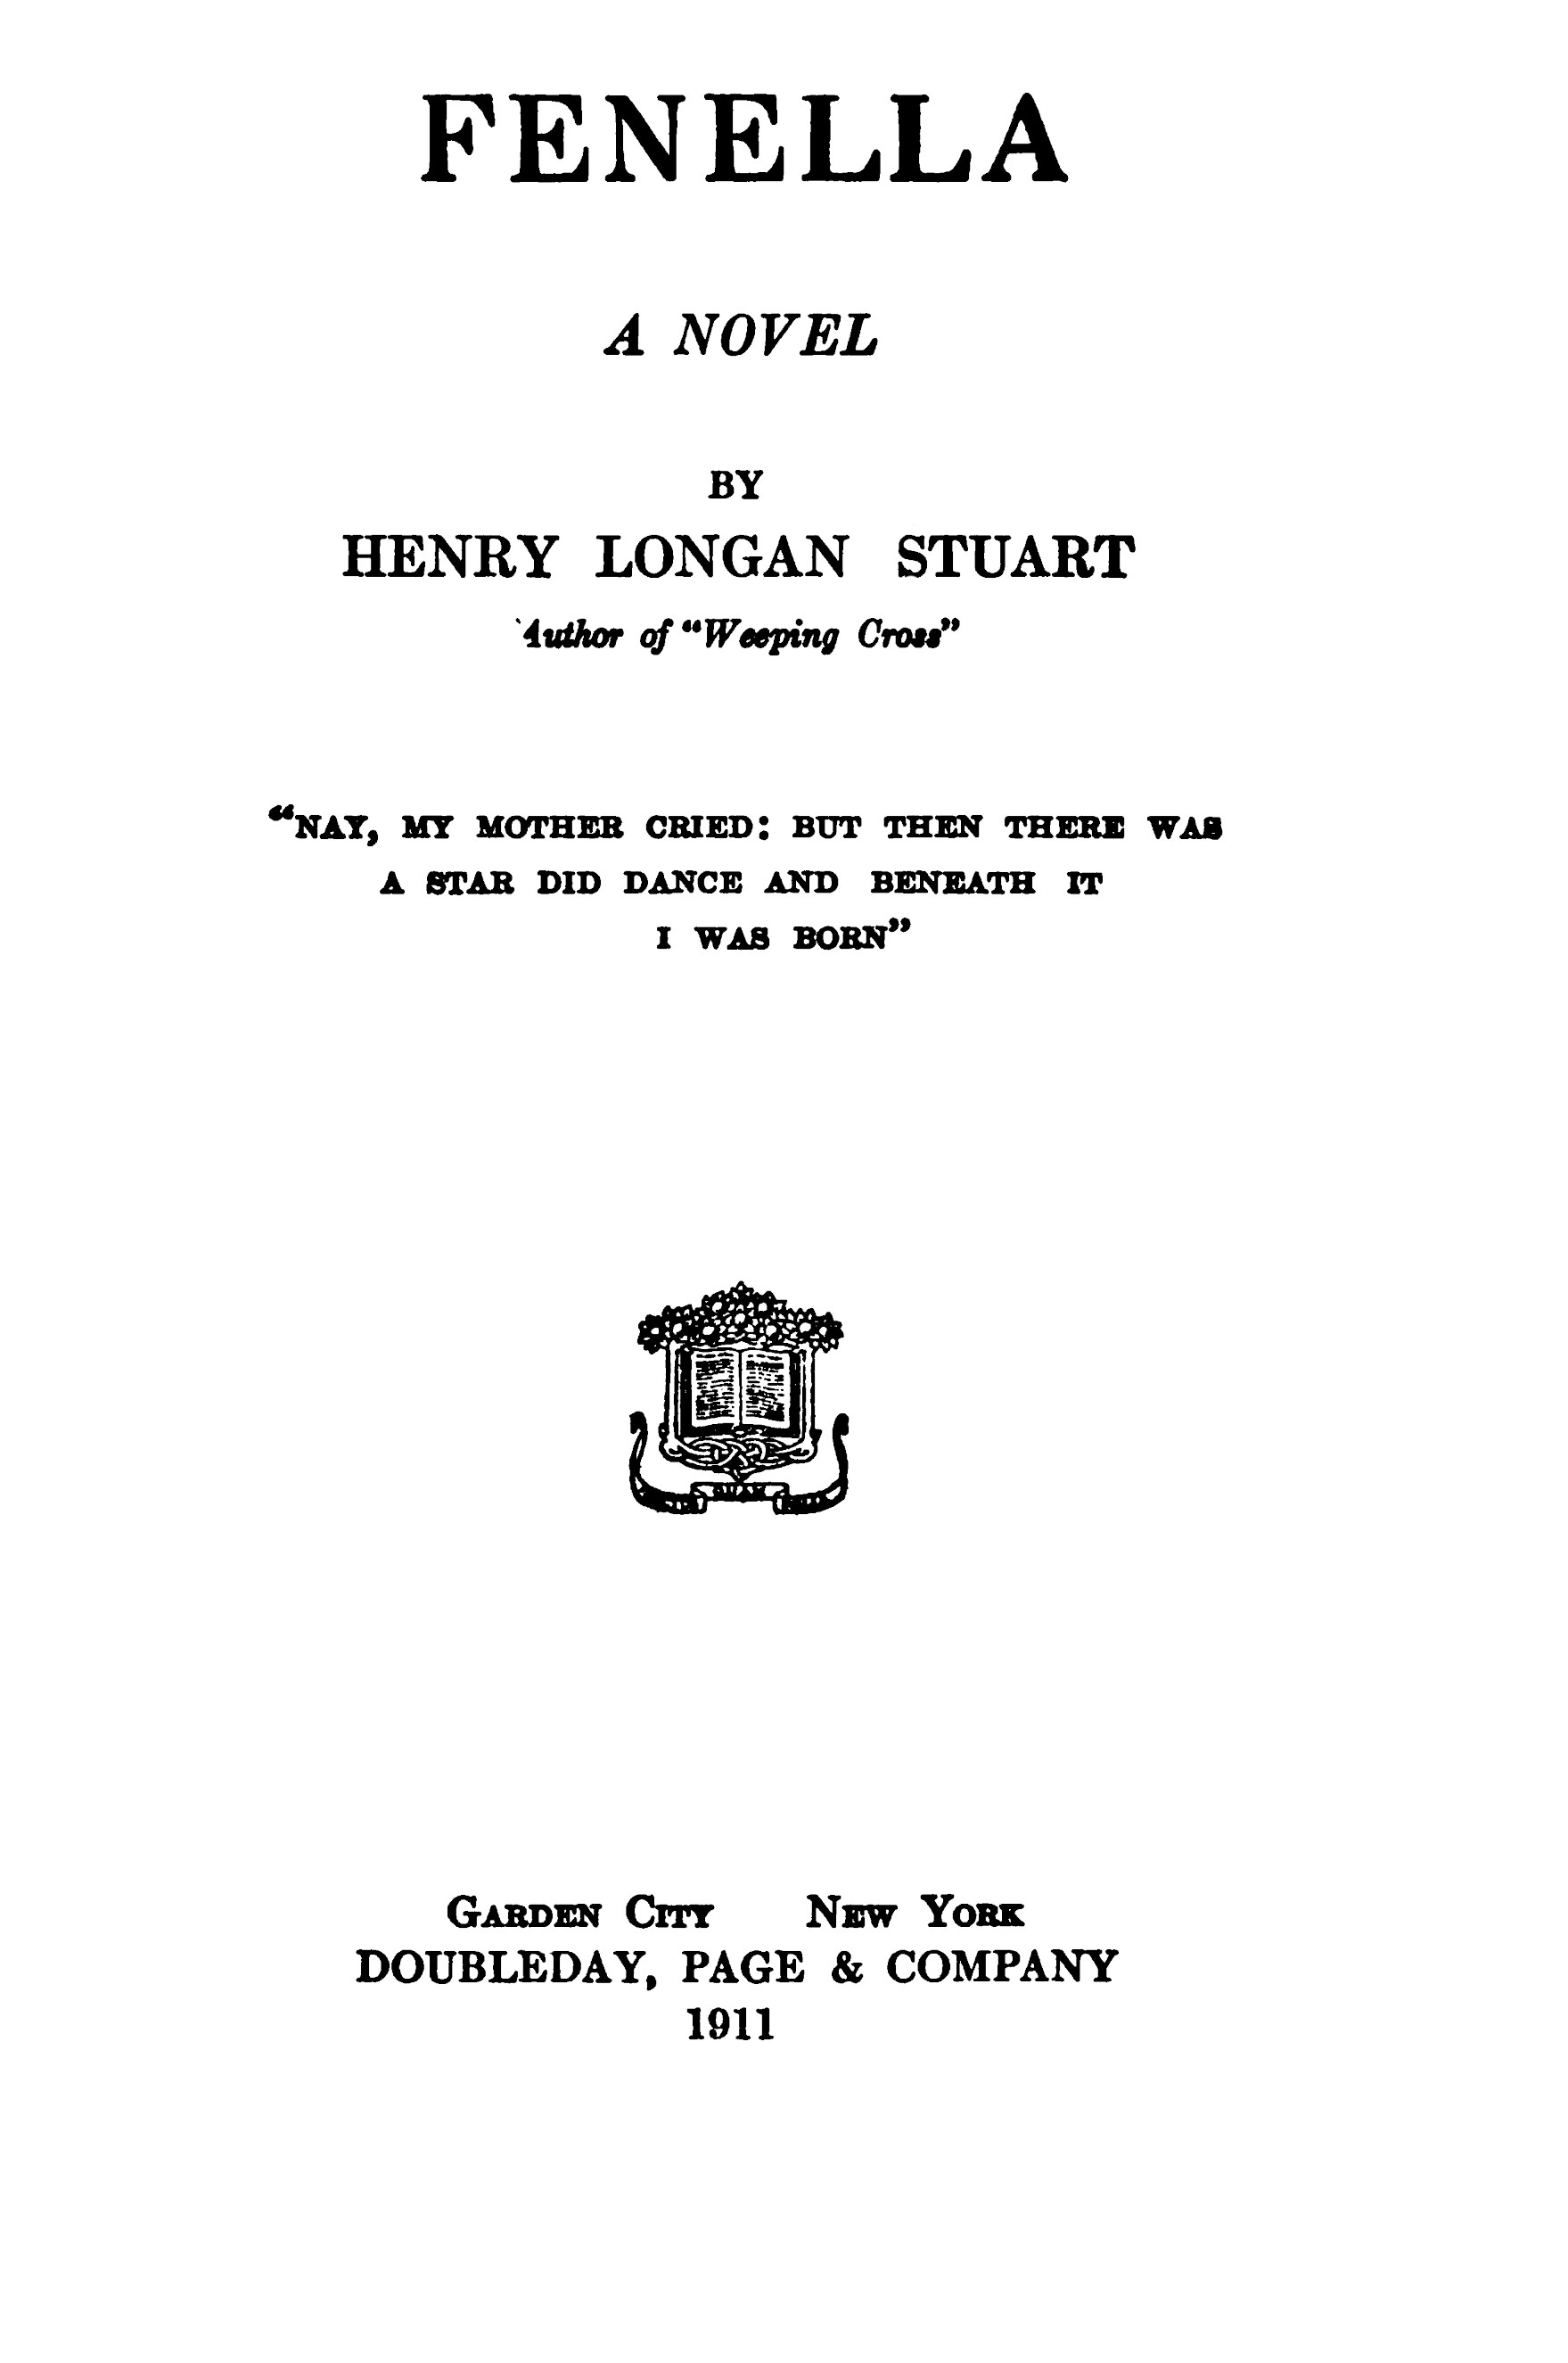 FENELLA
A NOVEL
BY
HENRY LONGAN STUART
Author of "Weeping Cross"
"NAY, MY MOTHER CRIED: BUT THEN THERE WAS
A STAR DID DANCE AND BENEATH IT
I WAS BORN"
GARDEN CITY NEW YORK
DOUBLEDAY, PAGE & COMPANY
1911